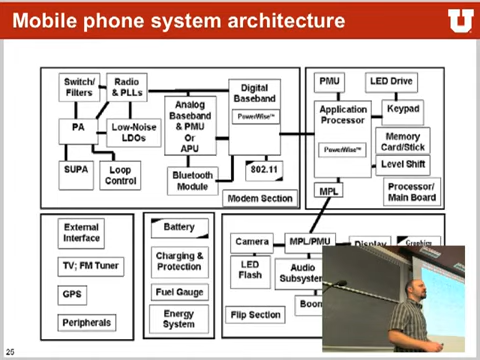 Mobile phone system architecture
U
Switch/
Filters
Radio
& PLLs
PA
Low-Noise
LDOs
SUPA
Loop
Control
Analog
Baseband
& PMU
Or
APU
Bluetooth
Module
Digital
Baseband
PowerWise™
802.11
Modem Section
PMU
LED Drive
Application
Processor
PowerWise™
Keypad
Memory
Card/Stick
Level Shift
MPL
Processor/
Main Board
External
Interface
TV; FM Tuner
GPS
Peripherals
Battery
Charging &
Protection
Fuel Gauge
Energy
System
Camera
MPL/PMU
Display
LED
Flash
Audio
Flip Section
25